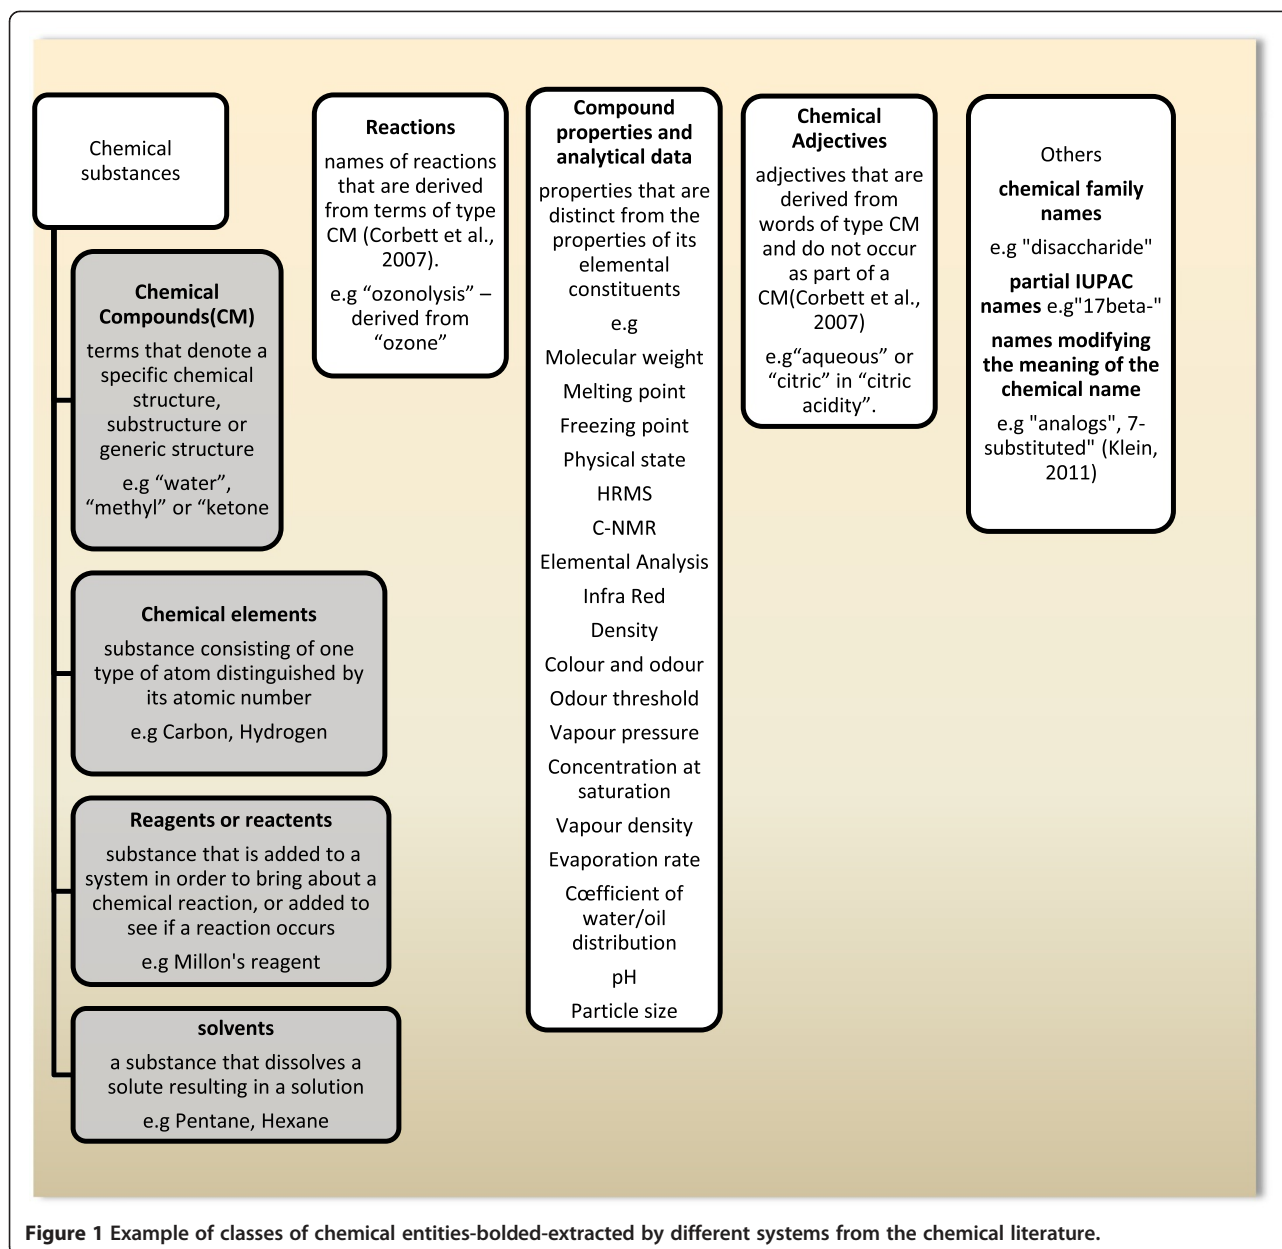 Chemical
substances
Chemical
Compounds(CM)
terms that denote a
specific chemical
structure,
substructure or
generic structure
e.g “water”,
“methyl” or “ketone
Chemical elements
substance consisting of one
type of atom distinguished by
its atomic number
e.g Carbon, Hydrogen
Reagents or reactents
substance that is added to a
system in order to bring about a
chemical reaction, or added to
see if a reaction occurs
e.g Millon's reagent
solvents
a substance that dissolves a
solute resulting in a solution
e.g Pentane, Hexane
Reactions
names of reactions
that are derived
from terms of type
CM (Corbett et al.,
2007).
e.g “ozonolysis” –
derived from
“ozone”
Compound
properties and
analytical data
properties that are
distinct from the
properties of its
elemental
constituents
e.g
Molecular weight
Melting point
Freezing point
Physical state
HRMS
C-NMR
Elemental Analysis
Infra Red
Density
Colour and odour
Odour threshold
Vapour pressure
Concentration at
saturation
Vapour density
Evaporation rate
Cœfficient of
water/oil
distribution
pH
Particle size
Chemical
Adjectives
adjectives that are
derived from
words of type CM
and do not occur
as part of a
CM(Corbett et al.,
2007)
e.g“aqueous” or
“citric” in “citric
acidity”.
Others
chemical family
names
e.g "disaccharide"
partial IUPAC
names e.g"17beta-"
names modifying
the meaning of the
chemical name
e.g "analogs", 7-
substituted" (Klein,
2011)
Figure 1 Example of classes of chemical entities-bolded-extracted by different systems from the chemical literature.